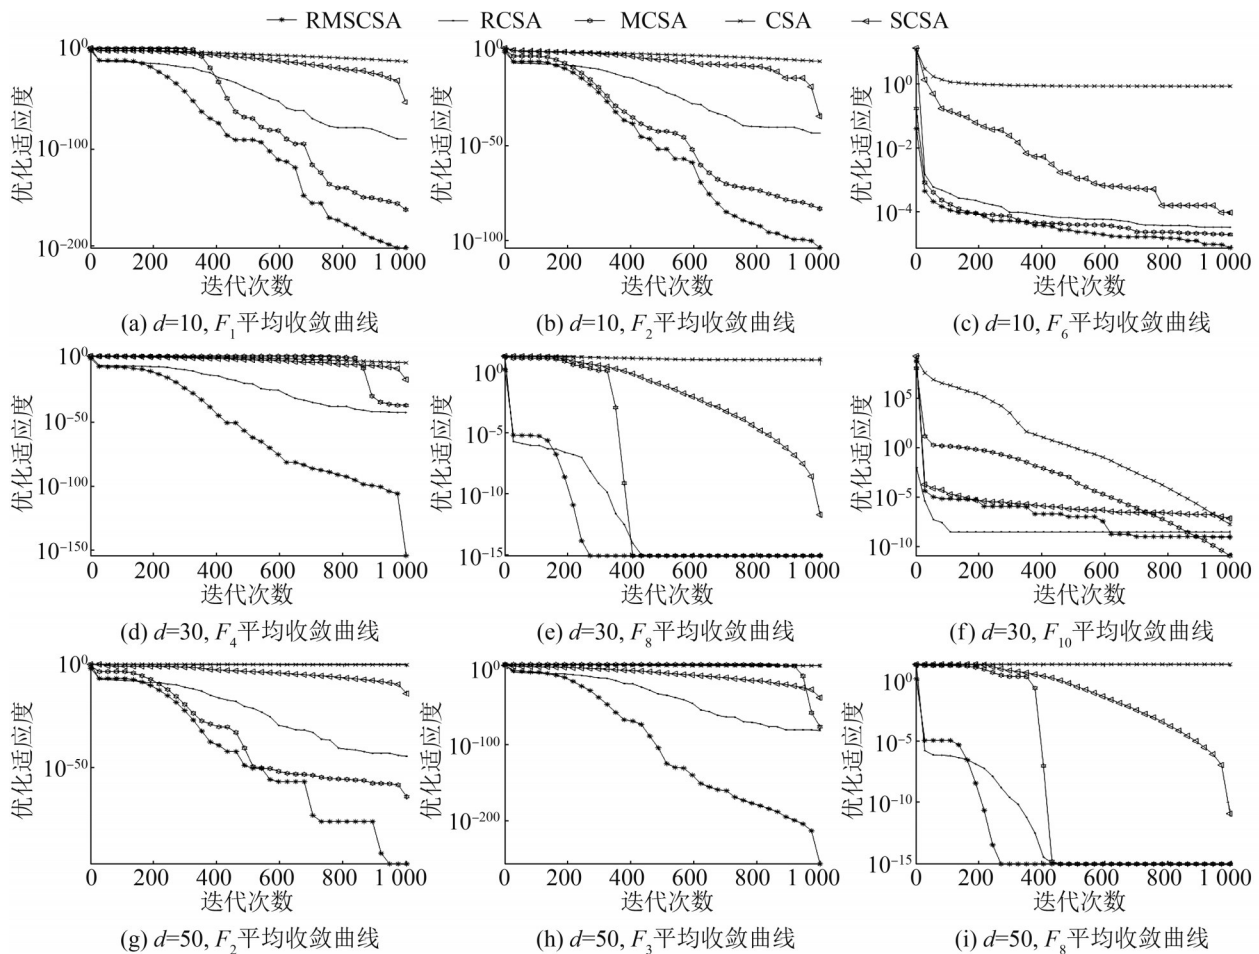 RMSCSA RCSA MCSA CSA SCSA
优化适应度
10^0
10^-100
10^-200
0 200 400 600 800 1 000
迭代次数
(a) d=10, F_1平均收敛曲线
优化适应度
10^0
10^-50
10^-100
0 200 400 600 800 1 000
迭代次数
(b) d=10, F_2平均收敛曲线
优化适应度
10^0
10^-2
10^-4
0 200 400 600 800 1 000
迭代次数
(c) d=10, F_6平均收敛曲线
优化适应度
10^0
10^-50
10^-100
10^-150
0 200 400 600 800 1 000
迭代次数
(d) d=30, F_4平均收敛曲线
优化适应度
10^0
10^-5
10^-10
10^-15
0 200 400 600 800 1 000
迭代次数
(e) d=30, F_8平均收敛曲线
优化适应度
10^5
10^0
10^-5
10^-10
0 200 400 600 800 1 000
迭代次数
(f) d=30, F_10平均收敛曲线
优化适应度
10^0
10^-50
0 200 400 600 800 1 000
迭代次数
(g) d=50, F_2平均收敛曲线
优化适应度
10^0
10^-100
10^-200
0 200 400 600 800 1 000
迭代次数
(h) d=50, F_3平均收敛曲线
优化适应度
10^0
10^-5
10^-10
10^-15
0 200 400 600 800 1 000
迭代次数
(i) d=50, F_8平均收敛曲线